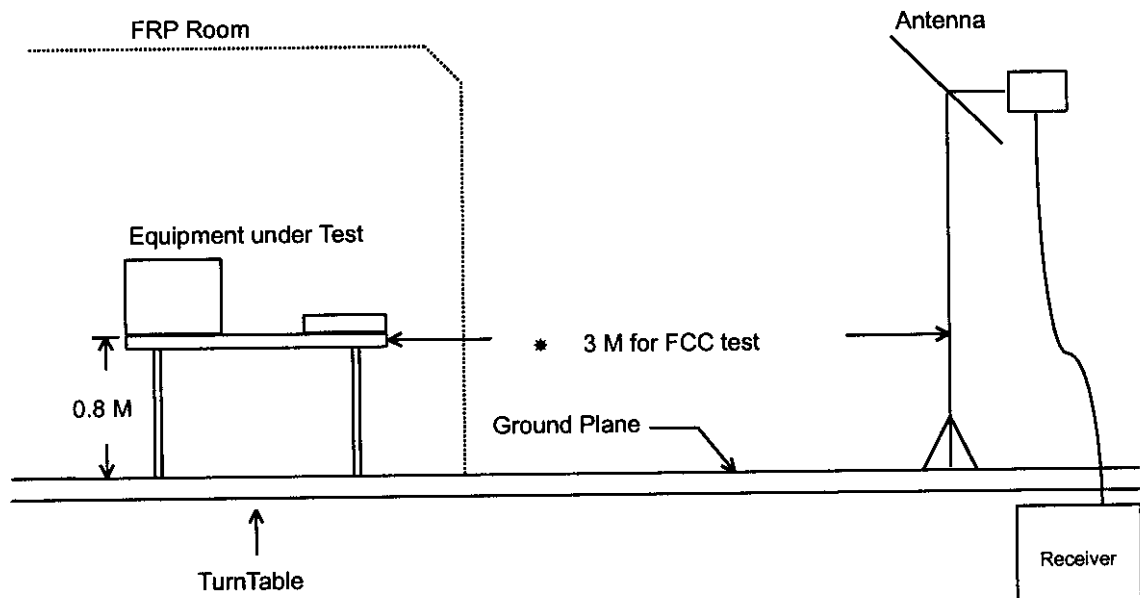 FRP Room
Antenna
Equipment under Test
* 3 M for FCC test
0.8 M
Ground Plane
TurnTable
Receiver